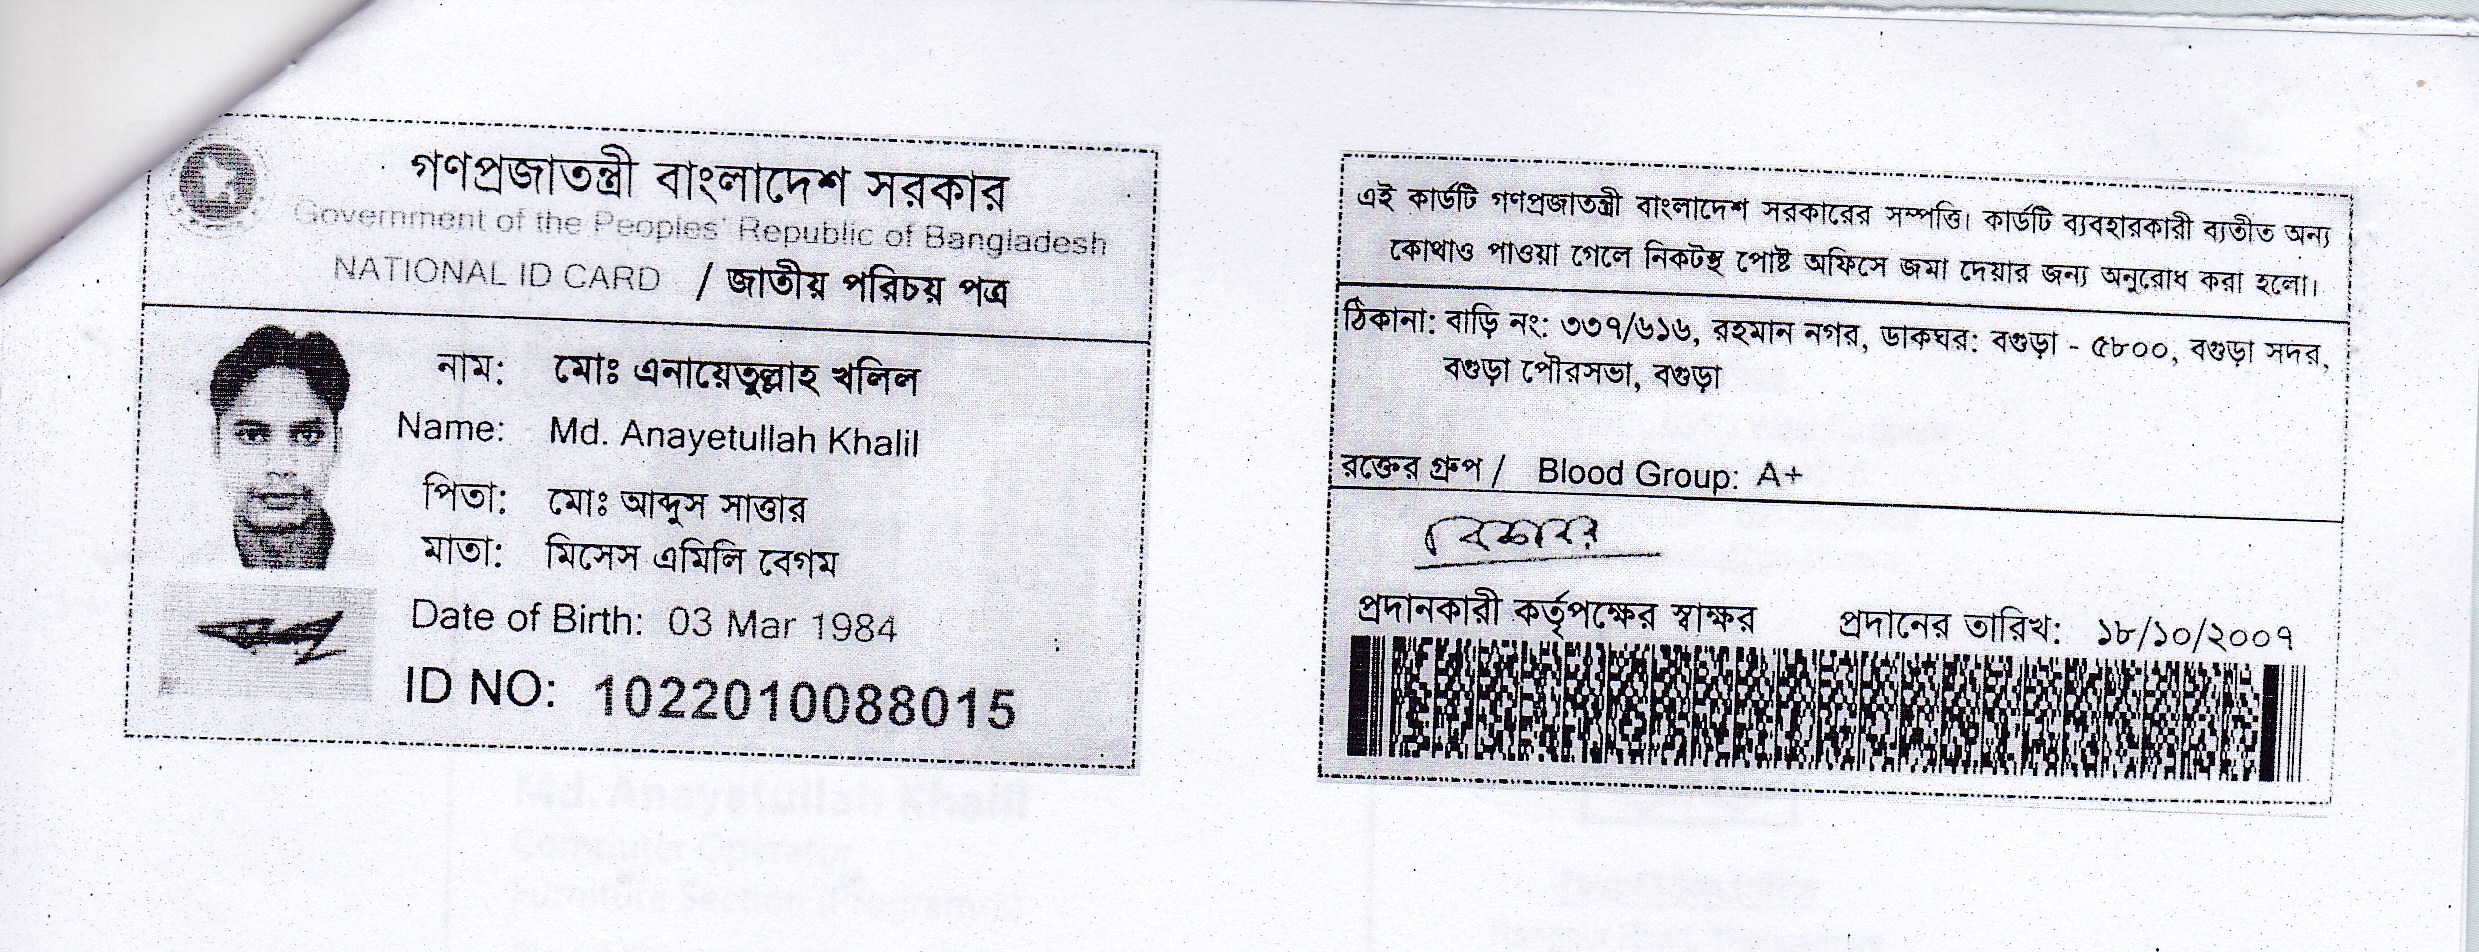 গণপ্রজাতন্ত্রী বাংলাদেশ সরকার
Government of the Peoples' Republic of Bangladesh
NATIONAL ID CARD / জাতীয় পরিচয় পত্র
নাম: মোঃ এনায়েতুল্লাহ খলিল
Name: Md. Anayetullah Khalil
পিতা: মোঃ আব্দুস সাত্তার
মাতা: মিসেস এমিলি বেগম
Date of Birth: 03 Mar 1984
ID NO: 1022010088015
এই কার্ডটি গণপ্রজাতন্ত্রী বাংলাদেশ সরকারের সম্পত্তি। কার্ডটি ব্যবহারকারী ব্যতীত অন্য
কোথাও পাওয়া গেলে নিকটস্থ পোষ্ট অফিসে জমা দেয়ার জন্য অনুরোধ করা হলো।
ঠিকানা: বাড়ি নং: ৩৩৭/৬১৬, রহমান নগর, ডাকঘর: বগুড়া - ৫৮০০, বগুড়া সদর,
বগুড়া পৌরসভা, বগুড়া
রক্তের গ্রুপ / Blood Group: A+
প্রদানকারী কর্তৃপক্ষের স্বাক্ষর প্রদানের তারিখ: ১৮/১০/২০০৭
Md. Anayetullah Khalil
Computer Operator
Furniture Section (Programme)